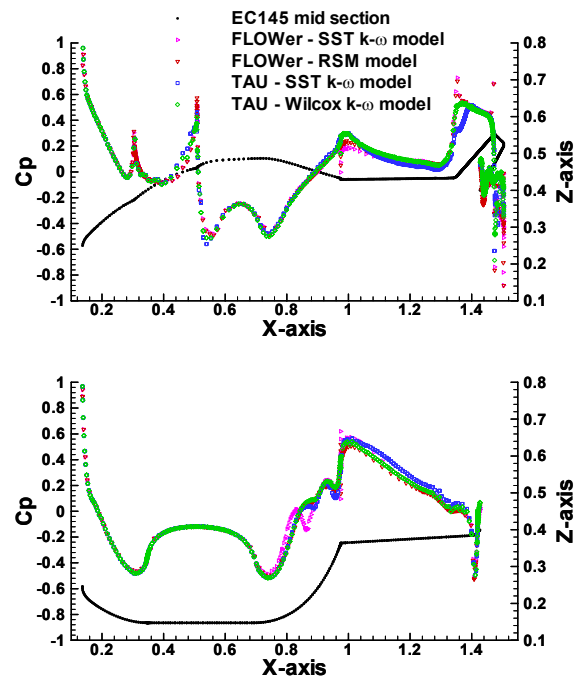 EC145 mid section
FLOWer - SST k-ω model
FLOWer - RSM model
TAU - SST k-ω model
TAU - Wilcox k-ω model
1
0.8
0.6
0.4
0.2
0
-0.2
-0.4
-0.6
-0.8
-1
Cp
0.8
0.7
0.6
0.5
0.4
0.3
0.2
0.1
Z-axis
0.2 0.4 0.6 0.8 1 1.2 1.4
X-axis
1
0.8
0.6
0.4
0.2
0
-0.2
-0.4
-0.6
-0.8
-1
Cp
0.8
0.7
0.6
0.5
0.4
0.3
0.2
0.1
Z-axis
0.2 0.4 0.6 0.8 1 1.2 1.4
X-axis